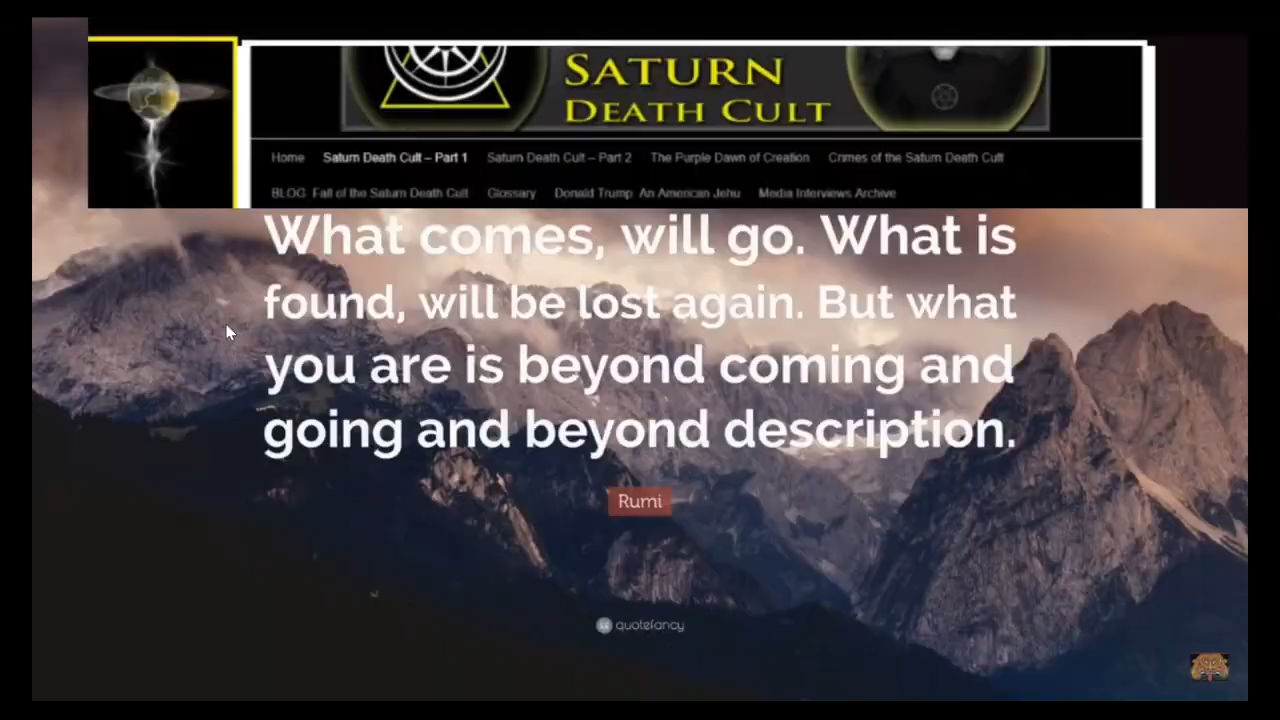 SATURN
DEATH CULT
Home Saturn Death Cult – Part 1 Saturn Death Cult – Part 2 The Purple Dawn of Creation Crimes of the Saturn Death Cult
BLOG Fall of the Saturn Death Cult Glossary Donald Trump An American Jehu Media Interviews Archive
What comes, will go. What is
found, will be lost again. But what
you are is beyond coming and
going and beyond description.
Rumi
quotefancy